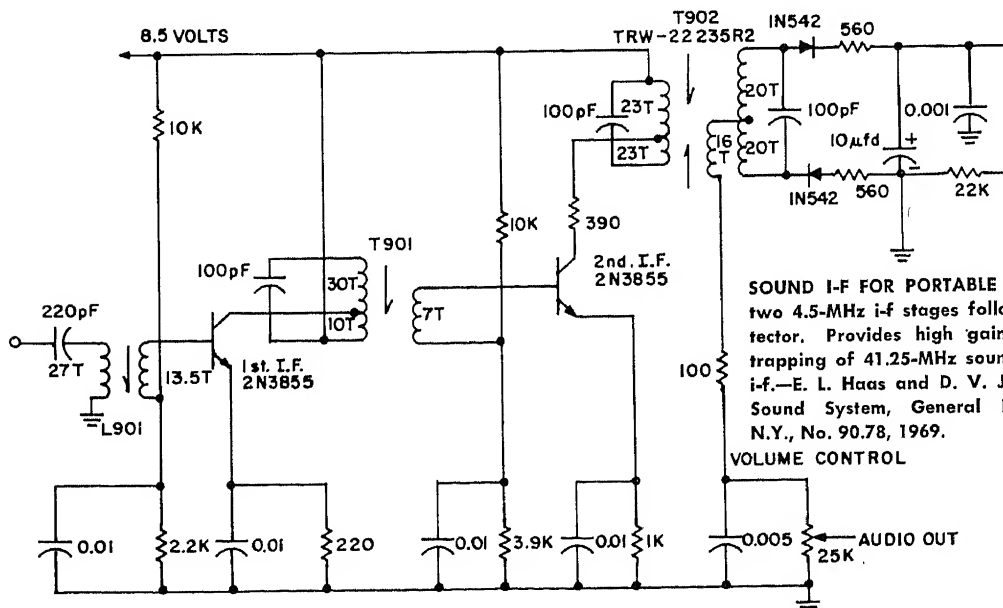 T902
TRW-22 235R2
8.5 VOLTS
IN542
560
100pF
23T
23T
20T
20T
16
T
100pF
0.001
10µfd
+
-
10K
IN542
560
22K
10K
390
T901
100pF
30T
10T
7T
2nd. I.F.
2N3855
220pF
27T
L901
13.5T
1st. I.F.
2N3855
100
SOUND I-F FOR PORTABLE
two 4.5-MHz i-f stages follo
tector. Provides high gain
trapping of 41.25-MHz soun
i-f.—E. L. Haas and D. V. J
Sound System, General
N.Y., No. 90.78, 1969.
VOLUME CONTROL
0.01
2.2K
0.01
220
0.01
3.9K
0.01
1K
0.005
25K
AUDIO OUT